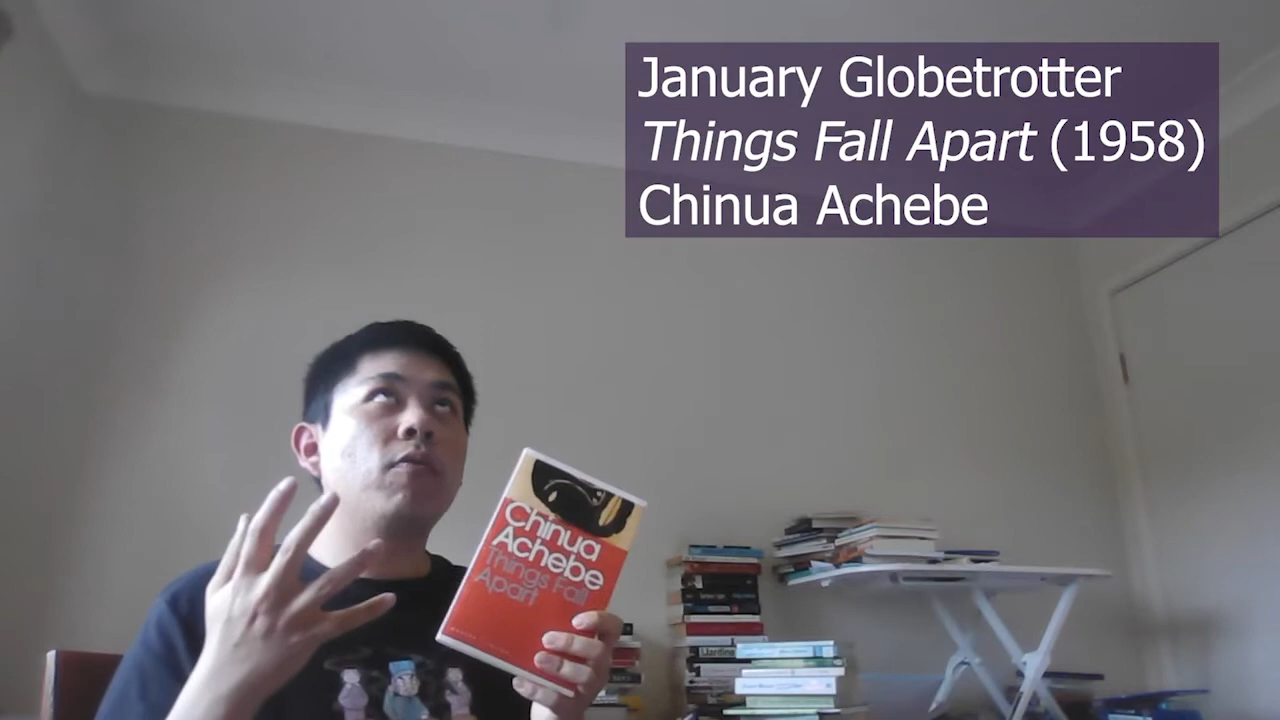 January Globetrotter
Things Fall Apart (1958)
Chinua Achebe
Chinua
Achebe
Things Fall
Apart